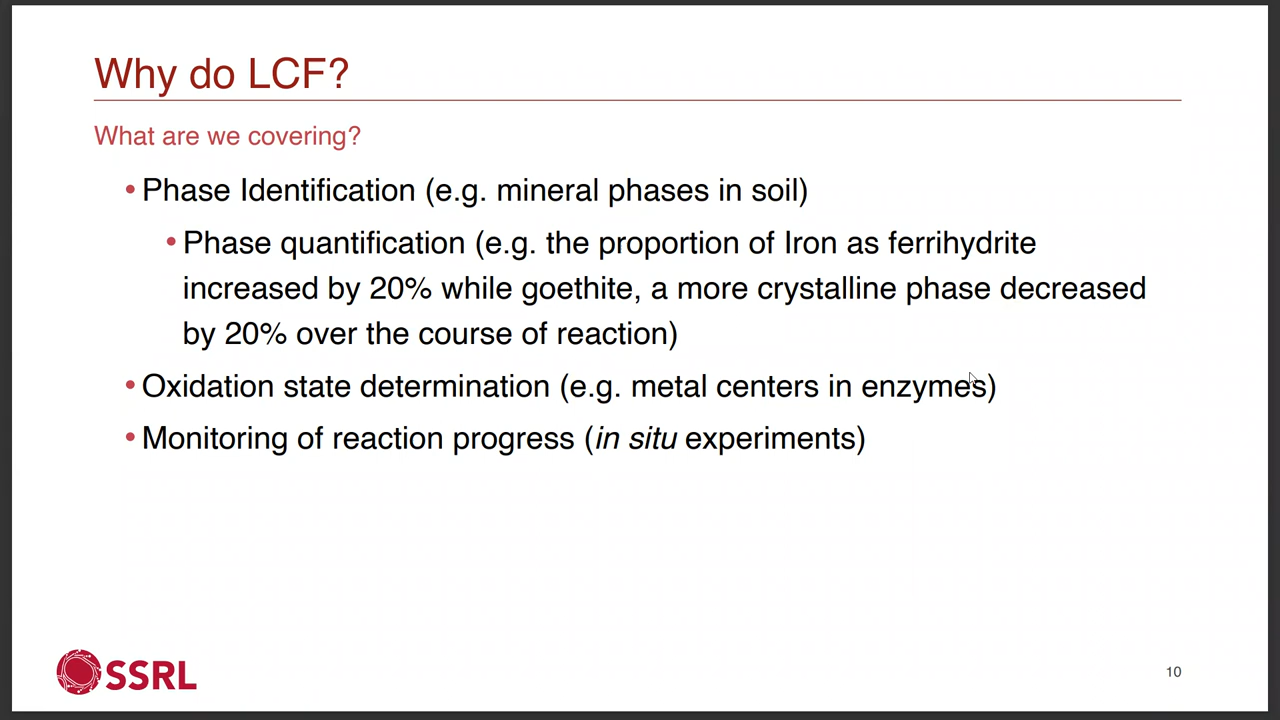 Why do LCF?
What are we covering?
• Phase Identification (e.g. mineral phases in soil)
• Phase quantification (e.g. the proportion of Iron as ferrihydrite
increased by 20% while goethite, a more crystalline phase decreased
by 20% over the course of reaction)
• Oxidation state determination (e.g. metal centers in enzymes)
• Monitoring of reaction progress (in situ experiments)
SSRL
10